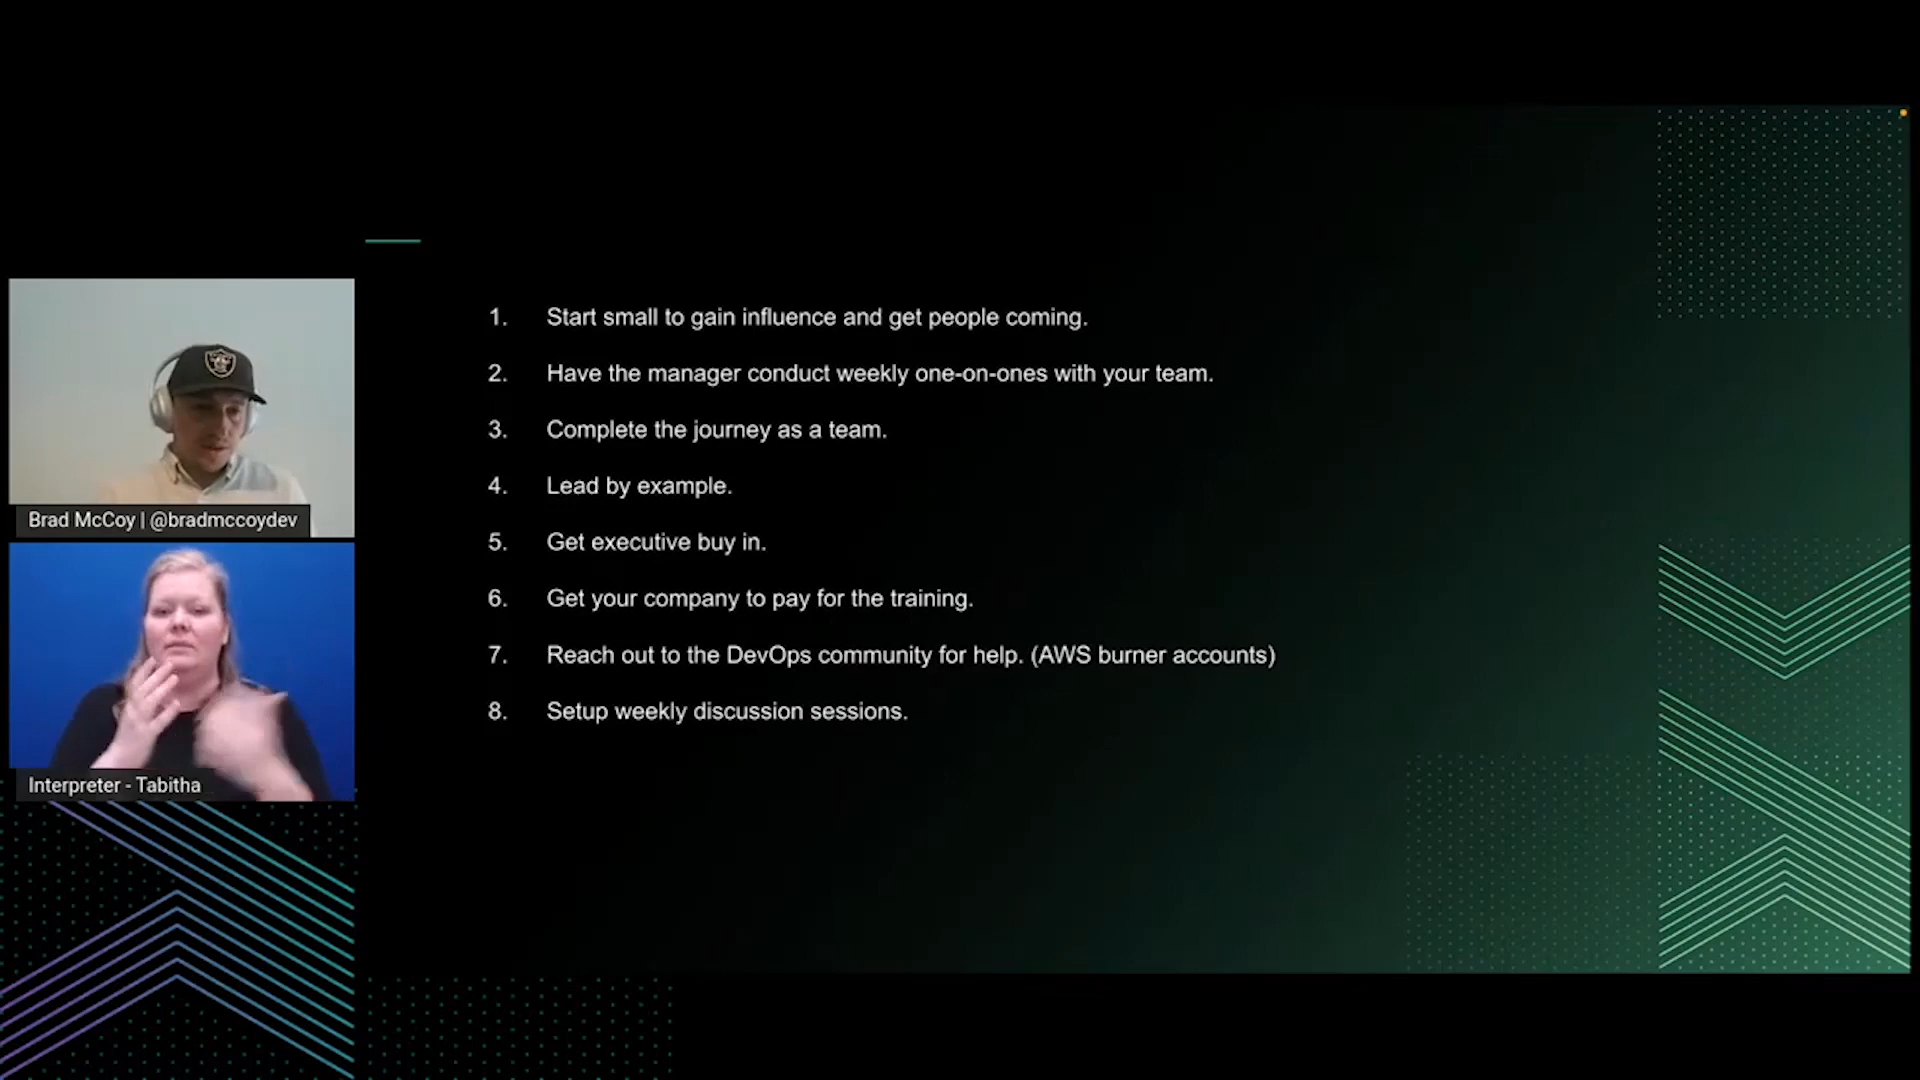 1. Start small to gain influence and get people coming.
2. Have the manager conduct weekly one-on-ones with your team.
3. Complete the journey as a team.
4. Lead by example.
5. Get executive buy in.
6. Get your company to pay for the training.
7. Reach out to the DevOps community for help. (AWS burner accounts)
8. Setup weekly discussion sessions.
Brad McCoy | @bradmccoydev
Interpreter - Tabitha